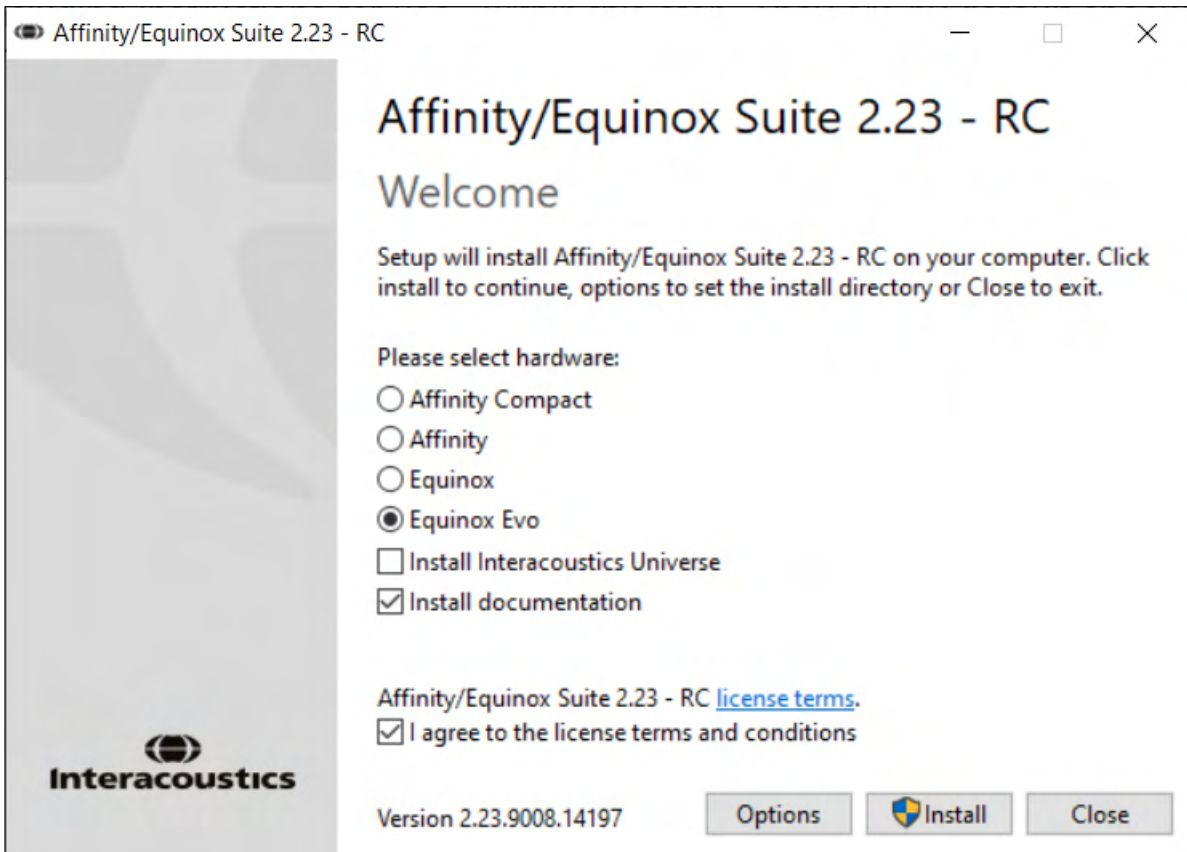 Affinity/Equinox Suite 2.23 - RC
Affinity/Equinox Suite 2.23 - RC
Welcome
Setup will install Affinity/Equinox Suite 2.23 - RC on your computer. Click
install to continue, options to set the install directory or Close to exit.
Please select hardware:
Affinity Compact
Affinity
Equinox
Equinox Evo
Install Interacoustics Universe
Install documentation
Affinity/Equinox Suite 2.23 - RC license terms.
I agree to the license terms and conditions
Interacoustics
Version 2.23.9008.14197
Options
Install
Close